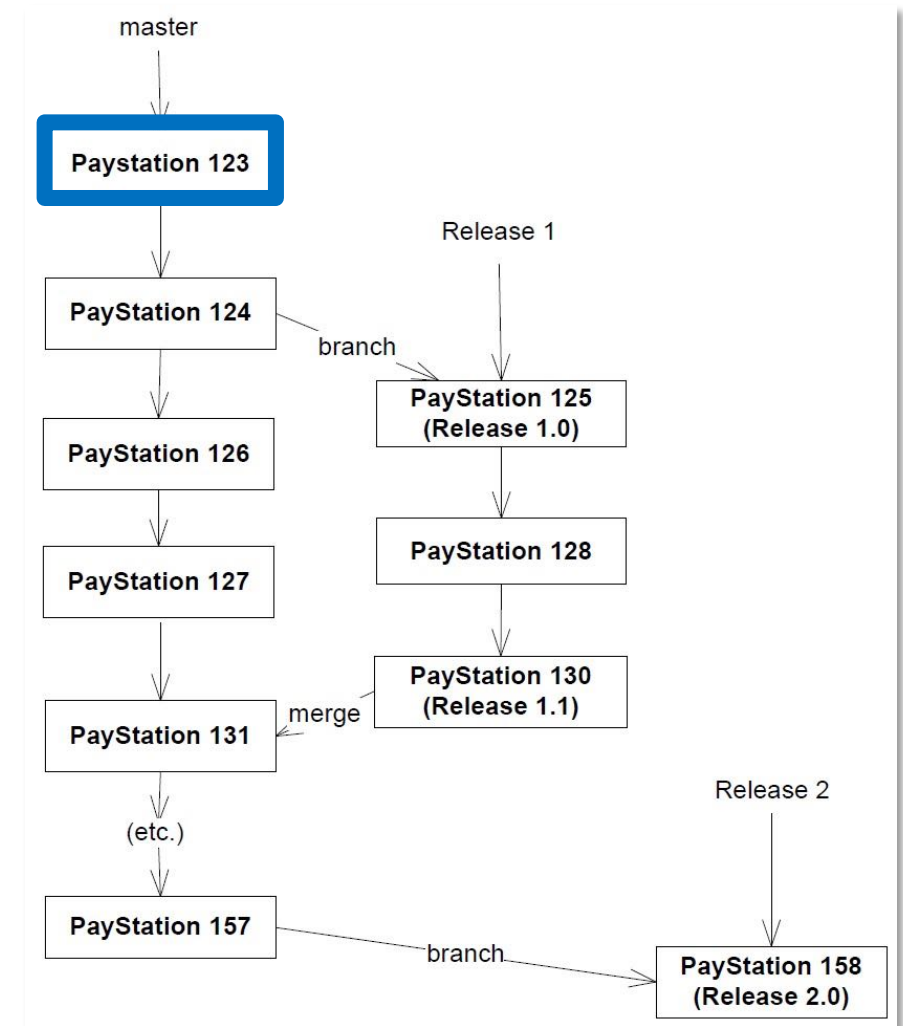 master
Paystation 123
Release 1
PayStation 124
branch
PayStation 125
(Release 1.0)
PayStation 126
PayStation 128
PayStation 127
PayStation 130
(Release 1.1)
merge
PayStation 131
Release 2
(etc.)
PayStation 157
branch
PayStation 158
(Release 2.0)